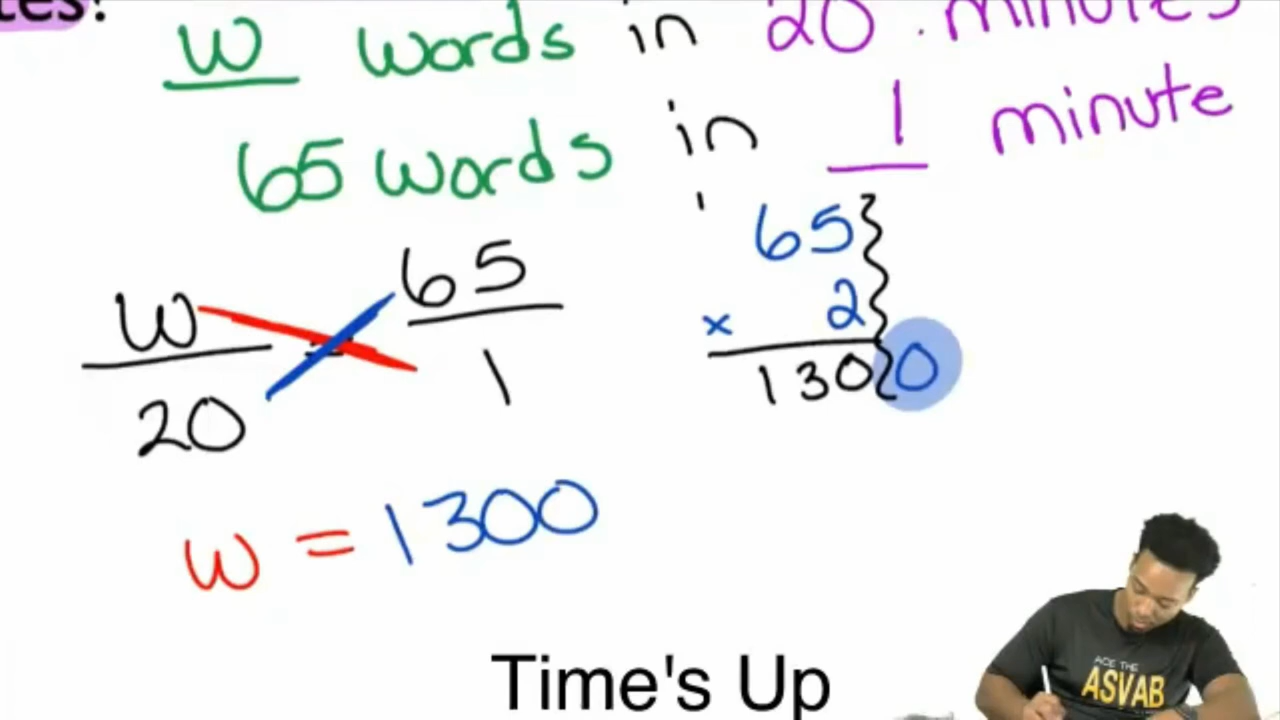 tes!
w words in 20 minutes
65 words in 1 minute
w/20 = 65/1
65
x 2
1300
w = 1300
Time's Up
ACE THE
ASVAB